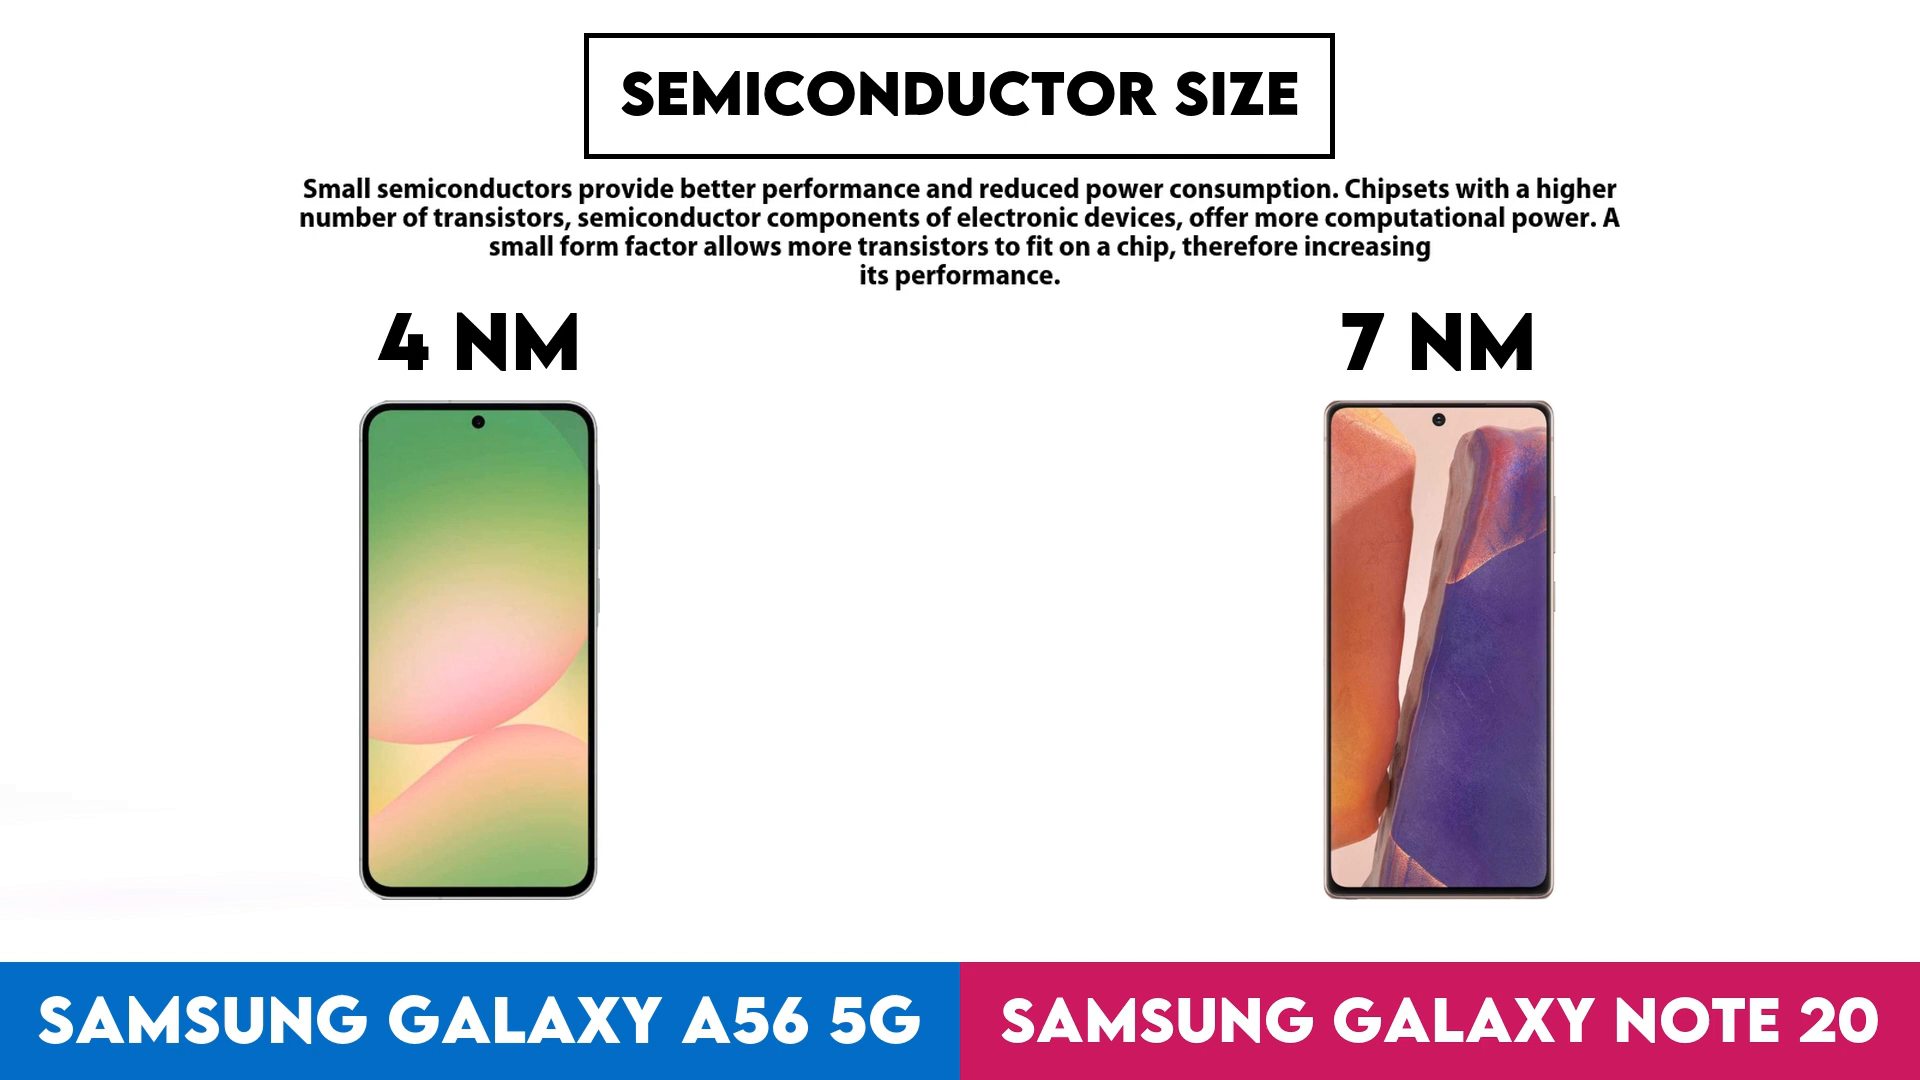 SEMICONDUCTOR SIZE
Small semiconductors provide better performance and reduced power consumption. Chipsets with a higher
number of transistors, semiconductor components of electronic devices, offer more computational power. A
small form factor allows more transistors to fit on a chip, therefore increasing
its performance.
4 NM
7 NM
SAMSUNG GALAXY A56 5G
SAMSUNG GALAXY NOTE 20